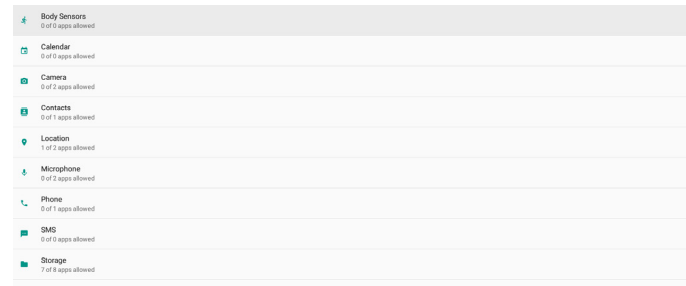 Body Sensors
0 of 0 apps allowed
Calendar
0 of 0 apps allowed
Camera
0 of 2 apps allowed
Contacts
0 of 1 apps allowed
Location
1 of 2 apps allowed
Microphone
0 of 2 apps allowed
Phone
0 of 1 apps allowed
SMS
0 of 0 apps allowed
Storage
7 of 8 apps allowed